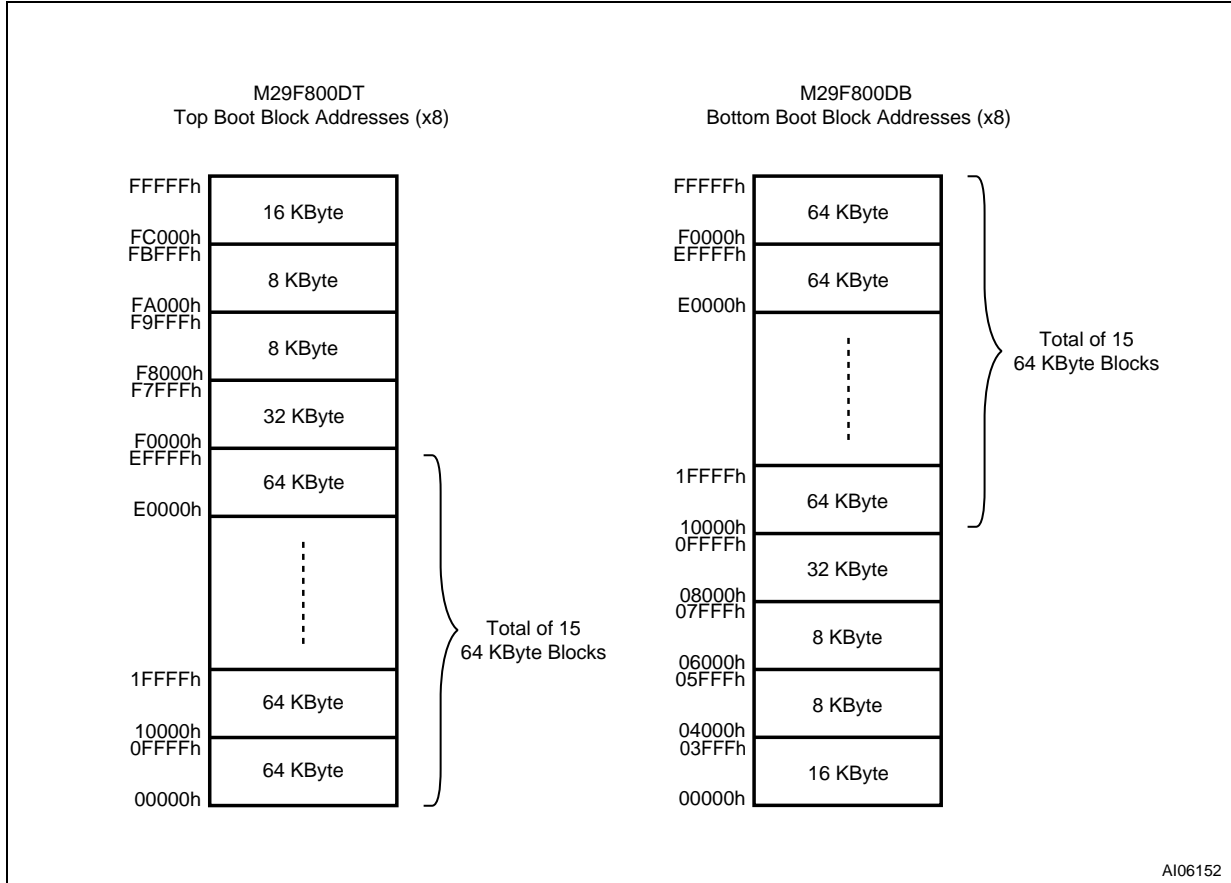 M29F800DT
Top Boot Block Addresses (x8)
FFFFFh
16 KByte
FC000h
FBFFFh
8 KByte
FA000h
F9FFFh
8 KByte
F8000h
F7FFFh
32 KByte
F0000h
EFFFFh
64 KByte
E0000h
Total of 15
64 KByte Blocks
1FFFFh
64 KByte
10000h
0FFFFh
64 KByte
00000h
M29F800DB
Bottom Boot Block Addresses (x8)
FFFFFh
64 KByte
F0000h
EFFFFh
64 KByte
E0000h
Total of 15
64 KByte Blocks
1FFFFh
64 KByte
10000h
0FFFFh
32 KByte
08000h
07FFFh
8 KByte
06000h
05FFFh
8 KByte
04000h
03FFFh
16 KByte
00000h
AI06152